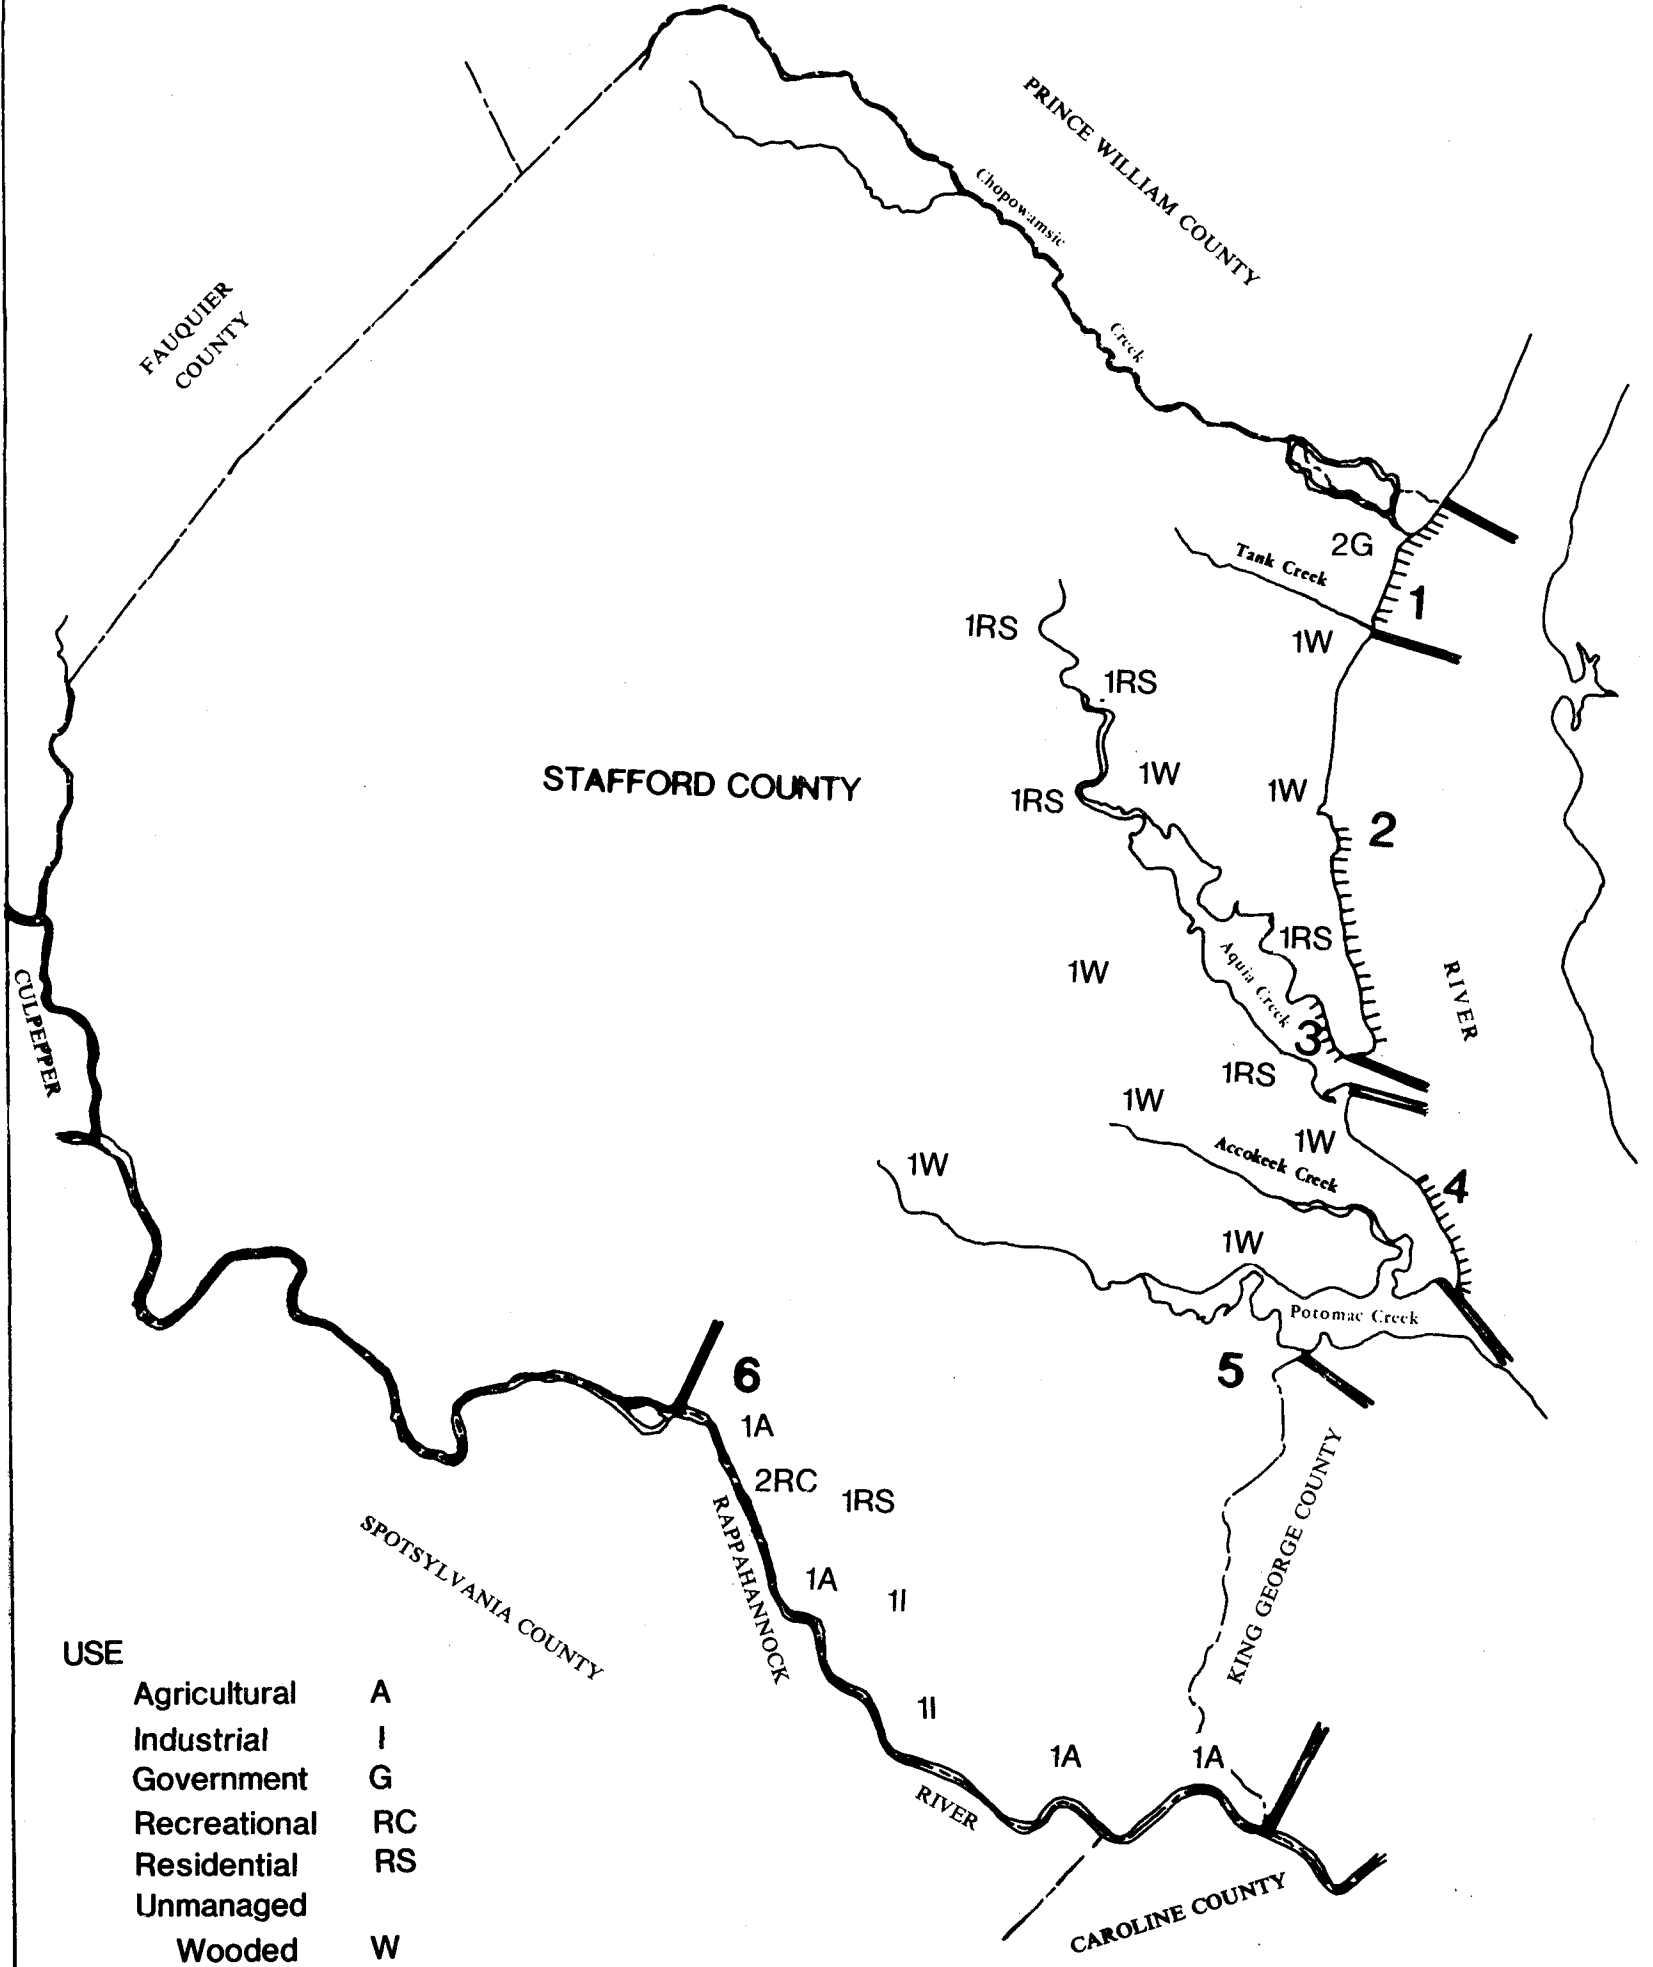 PRINCE WILLIAM COUNTY
Chopowamsic
Creek
FAUQUIER
COUNTY
2G
Tank Creek
1
1RS
1W
1RS
STAFFORD COUNTY
1W
1RS
1W
2
1RS
Aquia Creek
1W
RIVER
CULPEPPER
3
1RS
1W
1W
Accokeek Creek
1W
4
1W
Potomac Creek
5
6
1A
2RC
1RS
RAPPAHANNOCK
KING GEORGE COUNTY
SPOTSYLVANIA COUNTY
1A
1I
1I
1A
1A
RIVER
CAROLINE COUNTY
USE
Agricultural A
Industrial I
Government G
Recreational RC
Residential RS
Unmanaged
Wooded W